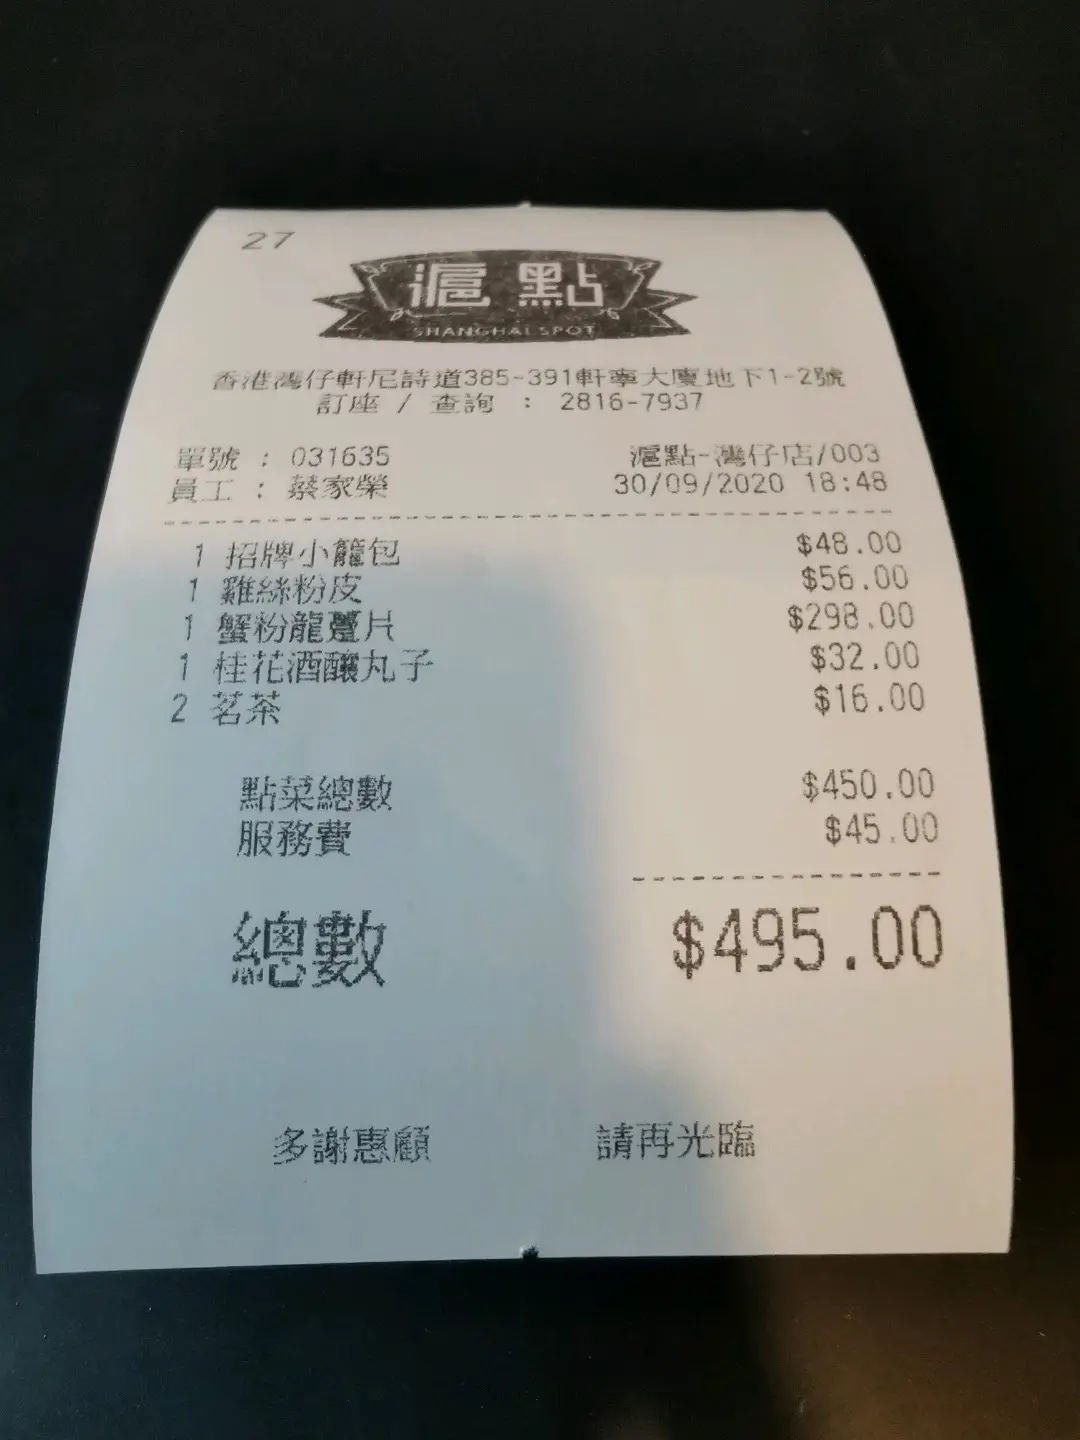 27
滬點
SHANGHAI SPOT
香港灣仔軒尼詩道385-391軒寧大廈地下1-2號
訂座 / 查詢 : 2816-7937
單號 : 031635 滬點-灣仔店/003
員工 : 蔡家榮 30/09/2020 18:48
1 招牌小籠包 $48.00
1 雞絲粉皮 $56.00
1 蟹粉龍躉片 $298.00
1 桂花酒釀丸子 $32.00
2 茗茶 $16.00
點菜總數 $450.00
服務費 $45.00
總數 $495.00
多謝惠顧 請再光臨